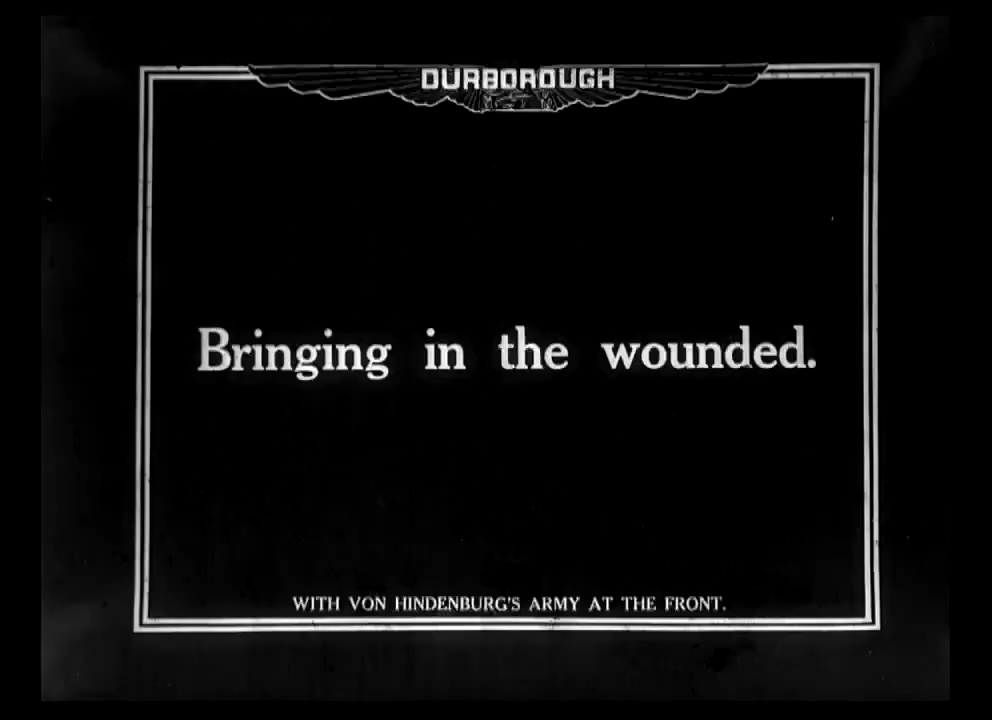 DURBOROUGH
Bringing in the wounded.
WITH VON HINDENBURG'S ARMY AT THE FRONT.